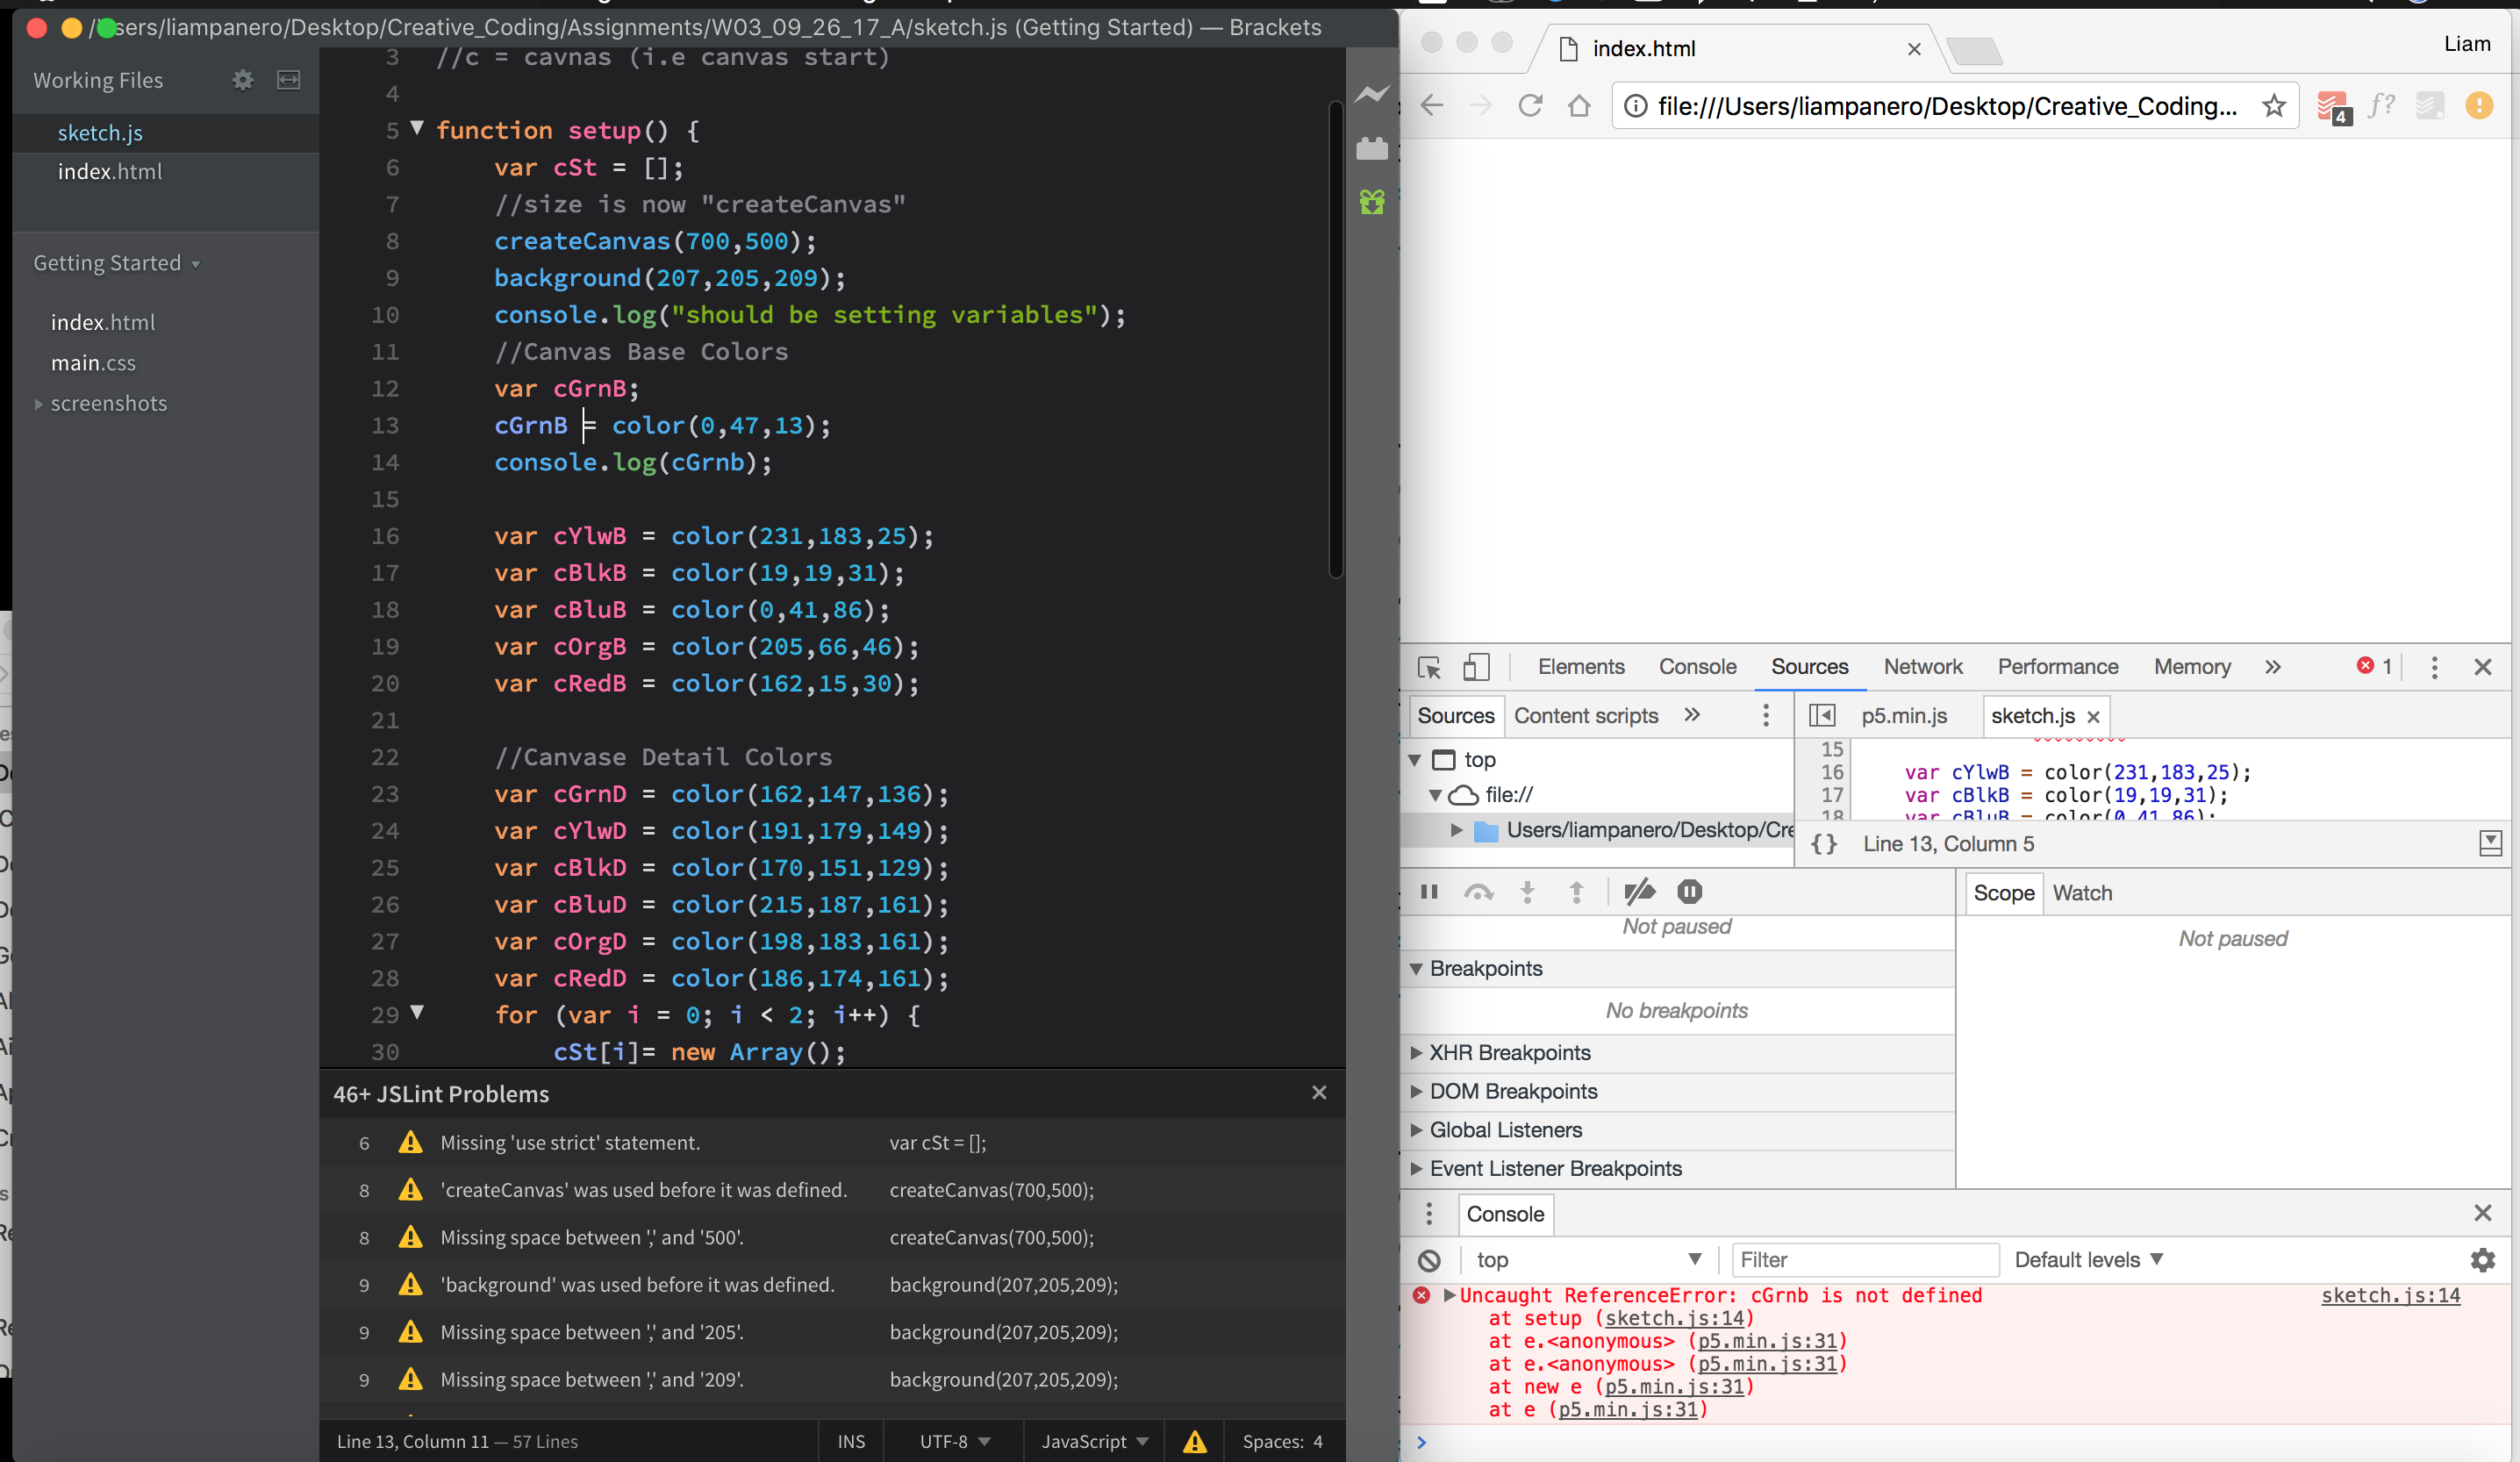 /Users/liampanero/Desktop/Creative_Coding/Assignments/W03_09_26_17_A/sketch.js (Getting Started) — Brackets
Working Files
sketch.js
index.html
Getting Started
index.html
main.css
screenshots
3 //c = cavnas (i.e canvas start)
4
5 function setup() {
6 var cSt = [];
7 //size is now "createCanvas"
8 createCanvas(700,500);
9 background(207,205,209);
10 console.log("should be setting variables");
11 //Canvas Base Colors
12 var cGrnB;
13 cGrnB = color(0,47,13);
14 console.log(cGrnb);
15
16 var cYlwB = color(231,183,25);
17 var cBlkB = color(19,19,31);
18 var cBluB = color(0,41,86);
19 var cOrgB = color(205,66,46);
20 var cRedB = color(162,15,30);
21
22 //Canvase Detail Colors
23 var cGrnD = color(162,147,136);
24 var cYlwD = color(191,179,149);
25 var cBlkD = color(170,151,129);
26 var cBluD = color(215,187,161);
27 var cOrgD = color(198,183,161);
28 var cRedD = color(186,174,161);
29 for (var i = 0; i < 2; i++) {
30 cSt[i]= new Array();
46+ JSLint Problems
6 Missing 'use strict' statement. var cSt = [];
8 'createCanvas' was used before it was defined. createCanvas(700,500);
8 Missing space between ',' and '500'. createCanvas(700,500);
9 'background' was used before it was defined. background(207,205,209);
9 Missing space between ',' and '205'. background(207,205,209);
9 Missing space between ',' and '209'. background(207,205,209);
Line 13, Column 11 — 57 Lines INS UTF-8 JavaScript Spaces: 4
index.html
Liam
file:///Users/liampanero/Desktop/Creative_Coding...
4
f?
Elements Console Sources Network Performance Memory » 1
Sources Content scripts »
p5.min.js sketch.js
top
file://
Users/liampanero/Desktop/Cre
15
16 var cYlwB = color(231,183,25);
17 var cBlkB = color(19,19,31);
18 var cBluB = color(0,41,86);
{} Line 13, Column 5
Not paused
Scope Watch
Not paused
Breakpoints
No breakpoints
XHR Breakpoints
DOM Breakpoints
Global Listeners
Event Listener Breakpoints
Console
top Filter Default levels
Uncaught ReferenceError: cGrnb is not defined sketch.js:14
at setup (sketch.js:14)
at e.<anonymous> (p5.min.js:31)
at e.<anonymous> (p5.min.js:31)
at new e (p5.min.js:31)
at e (p5.min.js:31)